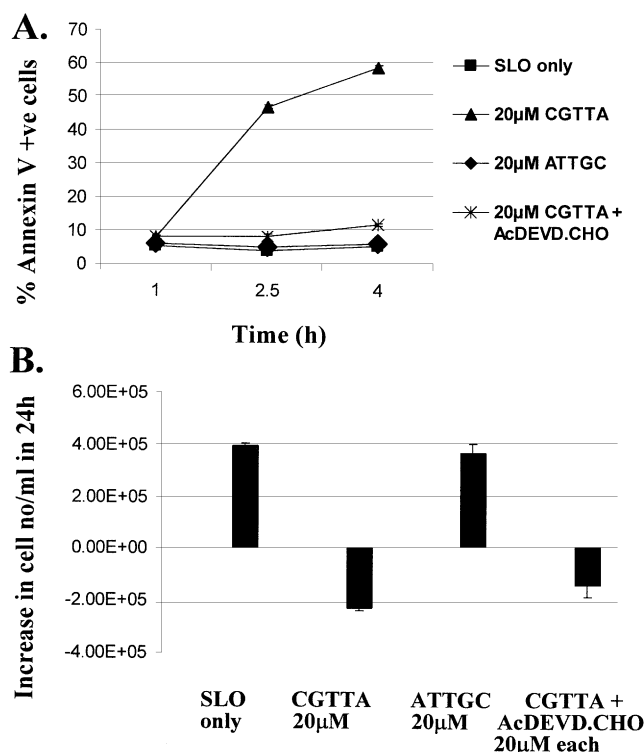 A.
% Annexin V +ve cells
70
60
50
40
30
20
10
0
1
2.5
4
Time (h)
SLO only
20µM CGTTA
20µM ATTGC
20µM CGTTA +
AcDEVD.CHO
B.
Increase in cell no/ml in 24h
6.00E+05
4.00E+05
2.00E+05
0.00E+00
-2.00E+05
-4.00E+05
SLO
only
CGTTA
20µM
ATTGC
20µM
CGTTA +
AcDEVD.CHO
20µM each